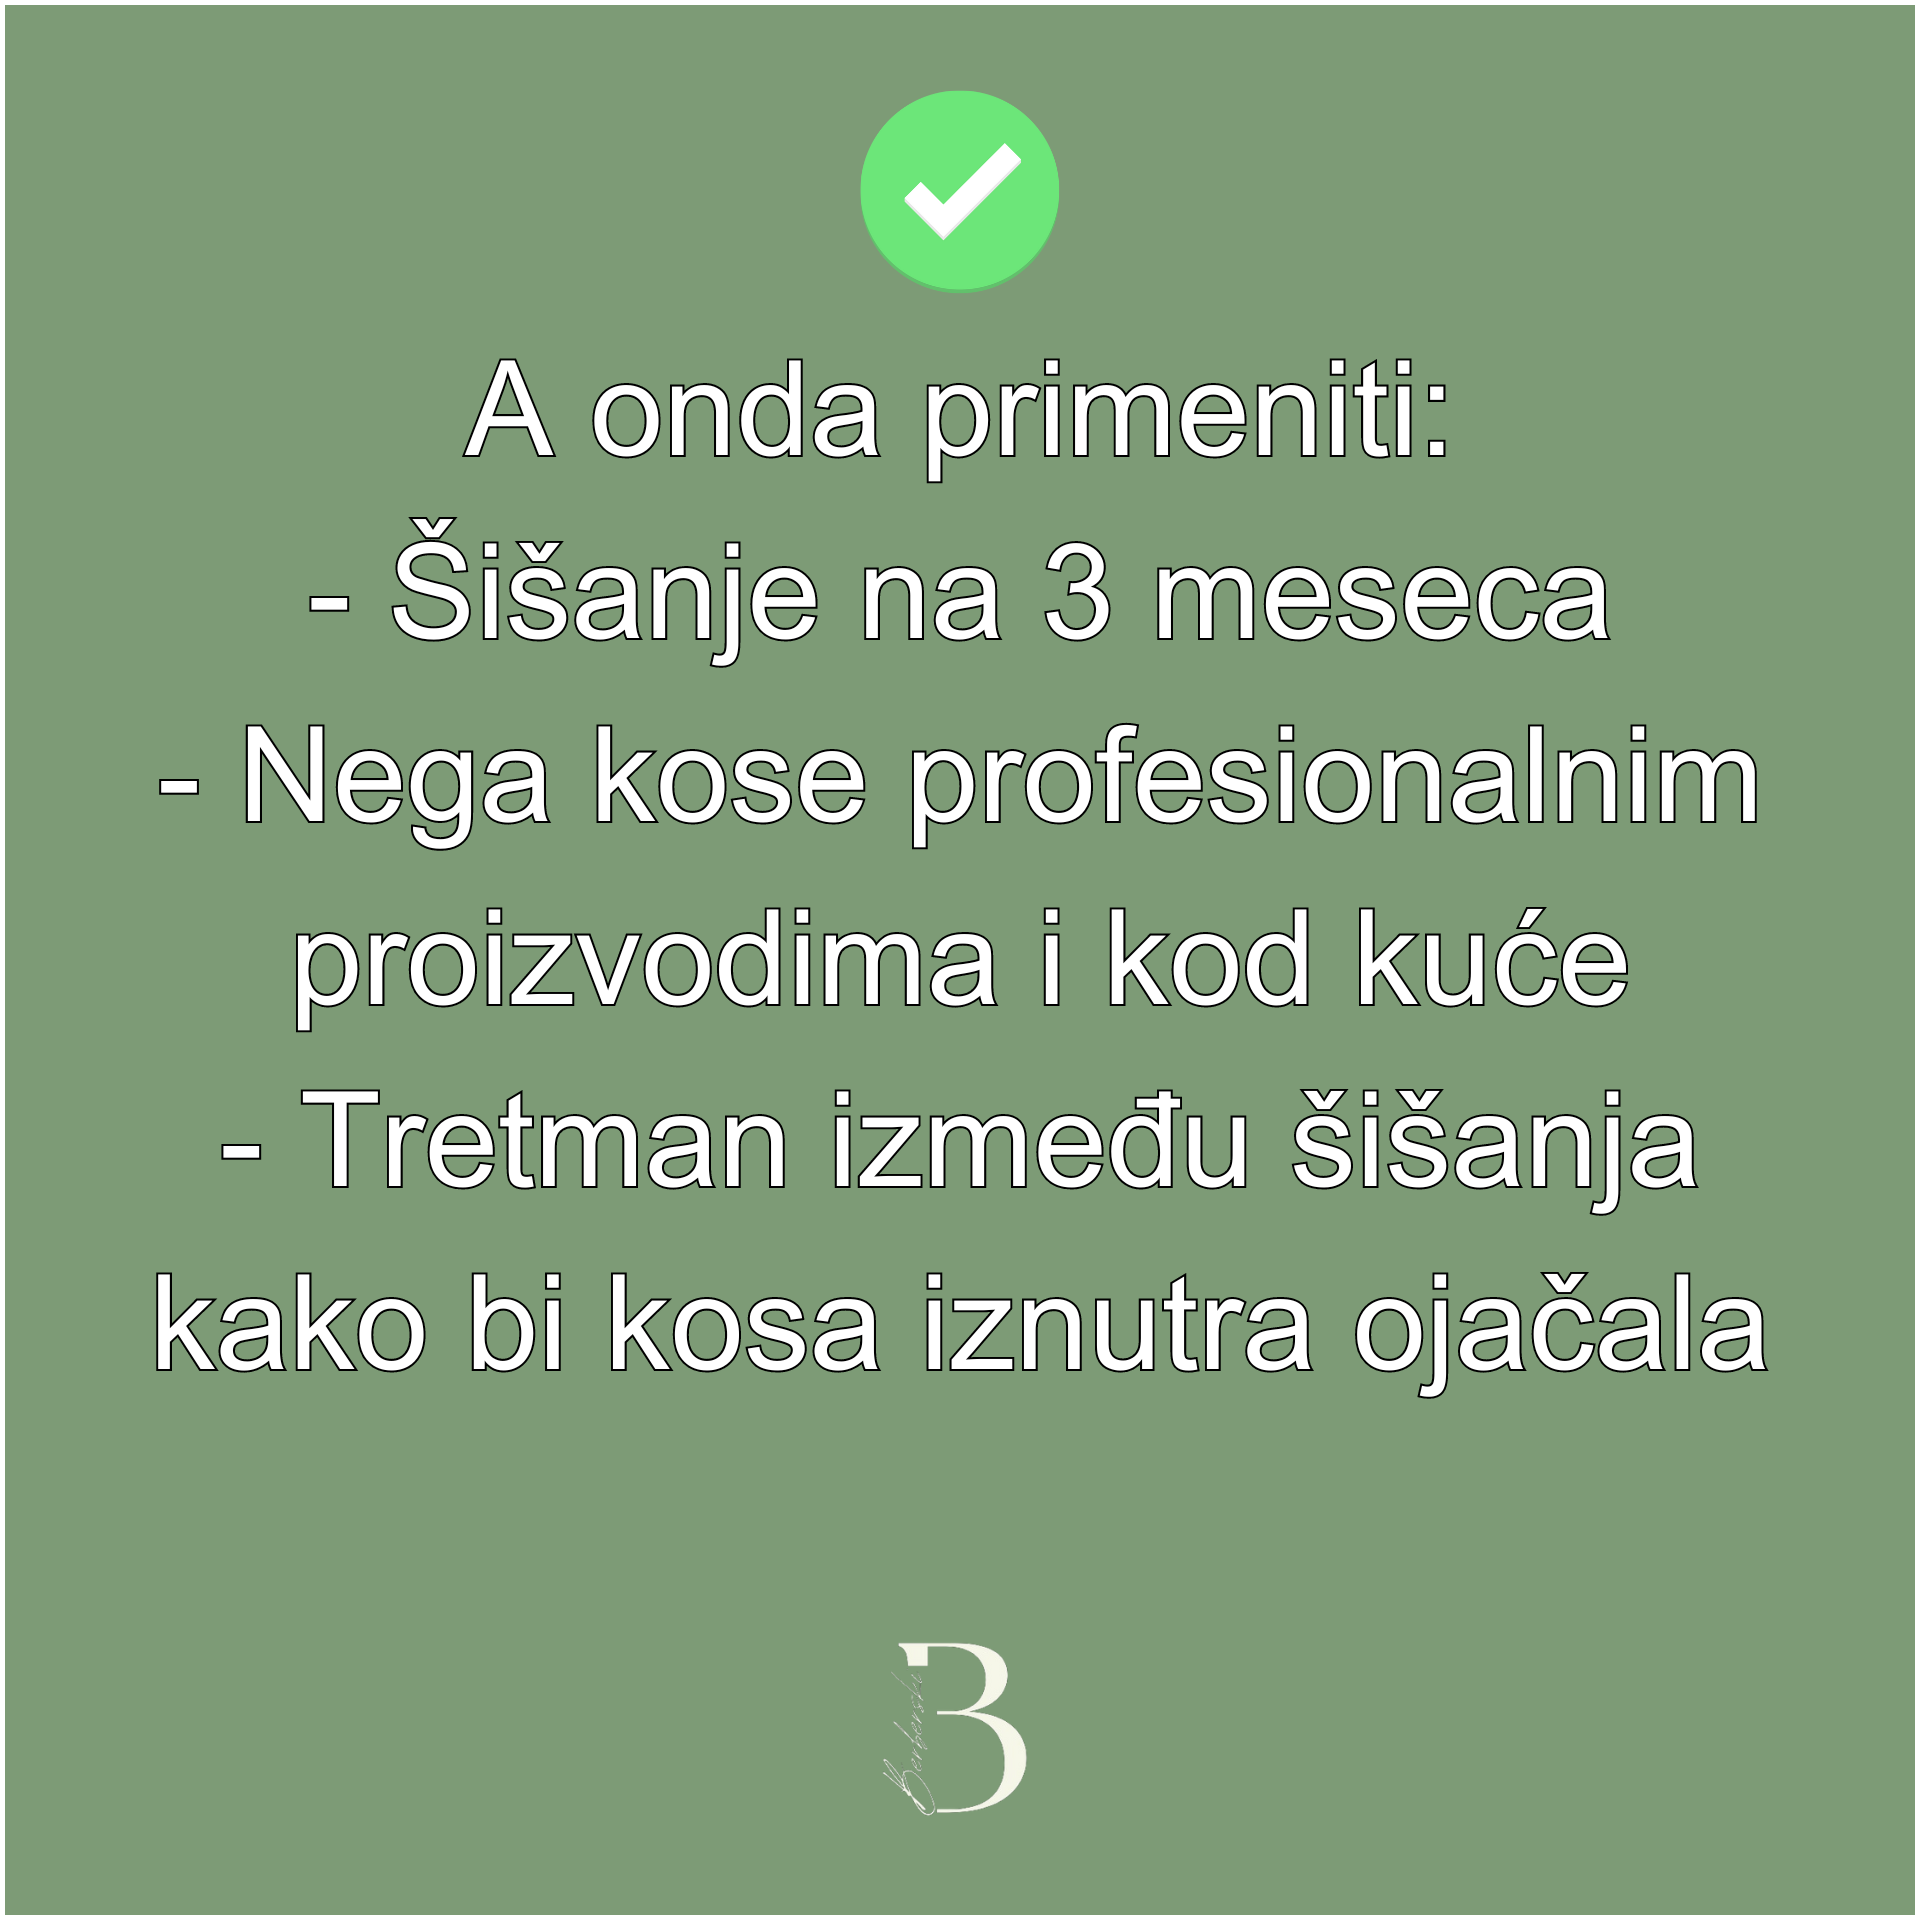 A onda primeniti:
- Šišanje na 3 meseca
- Nega kose profesionalnim
proizvodima i kod kuće
- Tretman između šišanja
kako bi kosa iznutra ojačala
B